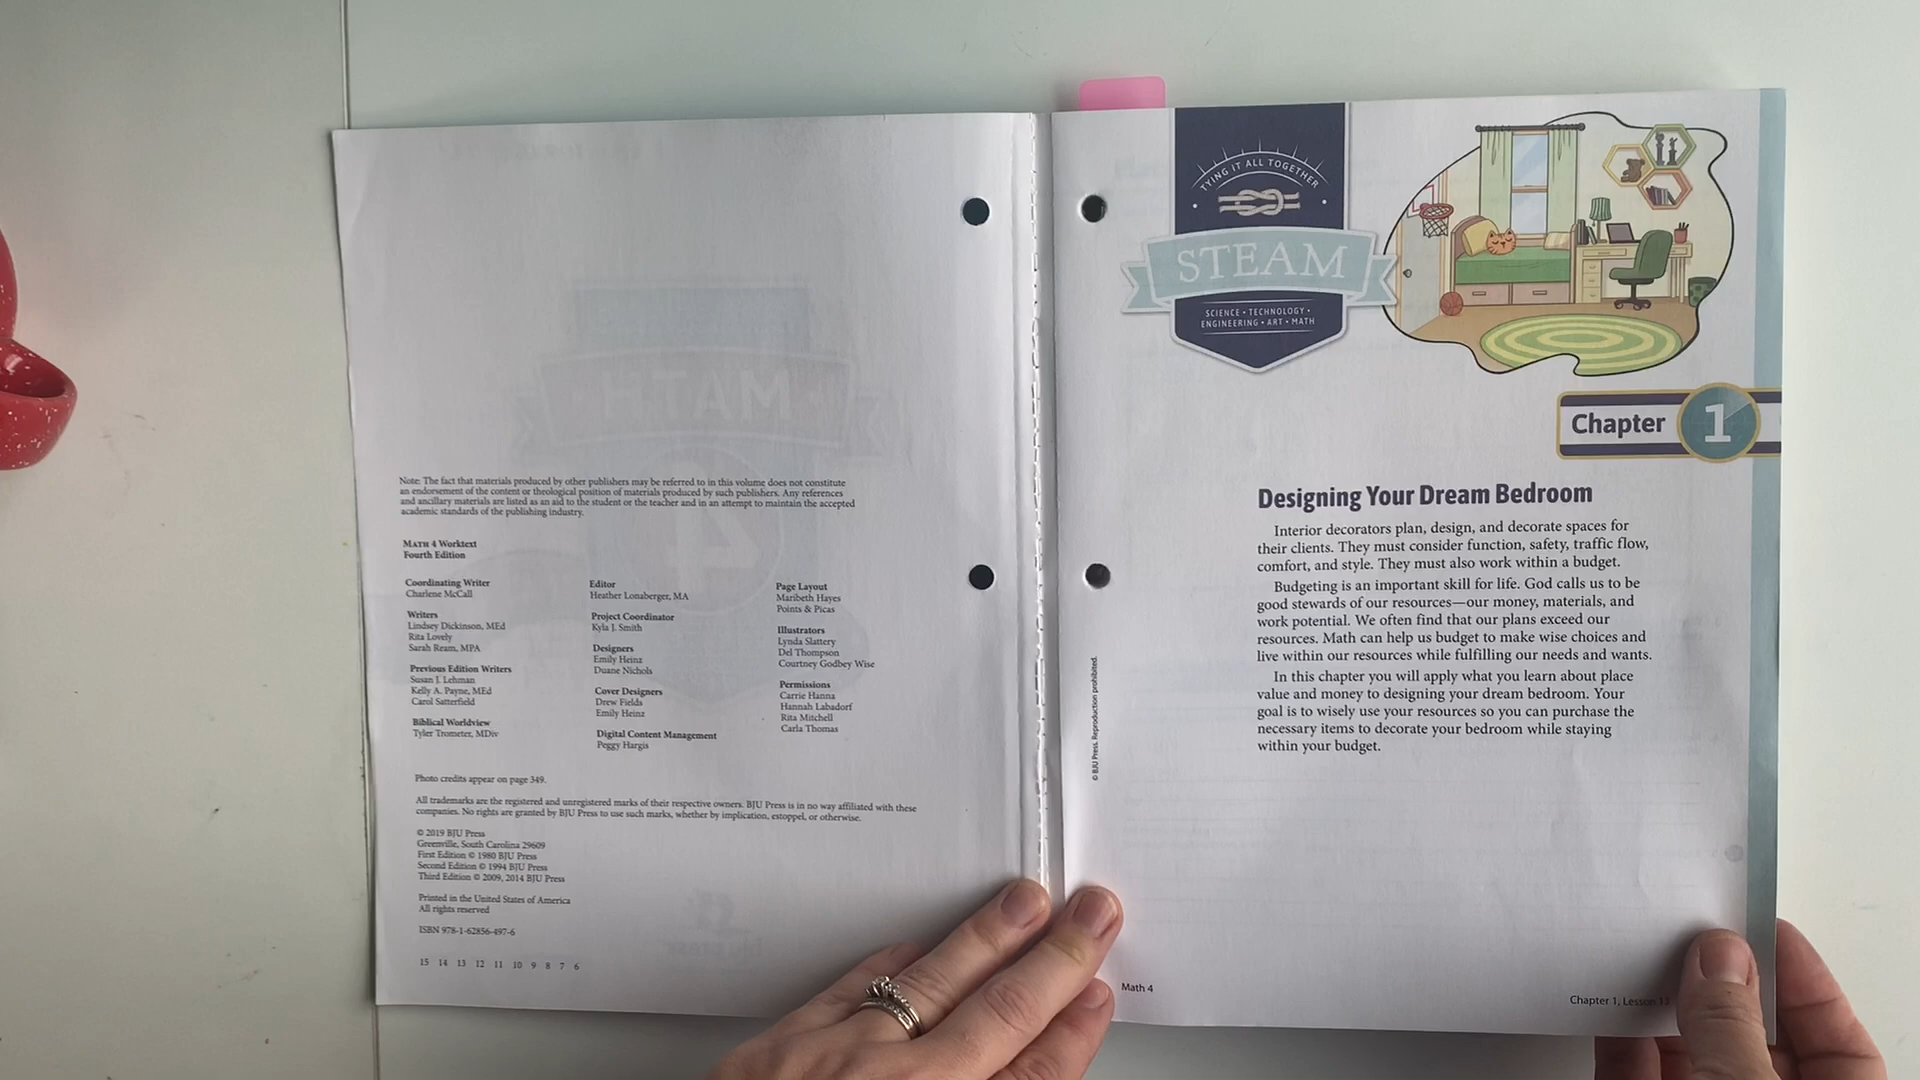 Note: The fact that materials produced by other publishers may be referred to in this volume does not constitute
an endorsement of the content or theological position of materials produced by such publishers. Any references
and ancillary materials are listed as an aid to the student or the teacher and in an attempt to maintain the accepted
academic standards of the publishing industry.
MATH 4 Worktext
Fourth Edition
Coordinating Writer
Charlene McCall
Writers
Lindsey Dickinson, MEd
Rita Lovely
Sarah Ream, MPA
Previous Edition Writers
Susan J. Lehman
Kelly A. Payne, MEd
Carol Satterfield
Biblical Worldview
Tyler Trometer, MDiv
Editor
Heather Lonaberger, MA
Project Coordinator
Kyla J. Smith
Designers
Emily Heinz
Duane Nichols
Cover Designers
Drew Fields
Emily Heinz
Digital Content Management
Peggy Hargis
Page Layout
Maribeth Hayes
Points & Picas
Illustrators
Lynda Slattery
Del Thompson
Courtney Godbey Wise
Permissions
Carrie Hanna
Hannah Labadorf
Rita Mitchell
Carla Thomas
Photo credits appear on page 349.
All trademarks are the registered and unregistered marks of their respective owners. BJU Press is in no way affiliated with these
companies. No rights are granted by BJU Press to use such marks, whether by implication, estoppel, or otherwise.
© 2019 BJU Press
Greenville, South Carolina 29609
First Edition © 1980 BJU Press
Second Edition © 1994 BJU Press
Third Edition © 2009, 2014 BJU Press
Printed in the United States of America
All rights reserved
ISBN 978-1-62856-497-6
15 14 13 12 11 10 9 8 7 6
TYING IT ALL TOGETHER
STEAM
SCIENCE • TECHNOLOGY •
ENGINEERING • ART • MATH
Chapter 1
Designing Your Dream Bedroom
Interior decorators plan, design, and decorate spaces for
their clients. They must consider function, safety, traffic flow,
comfort, and style. They must also work within a budget.
Budgeting is an important skill for life. God calls us to be
good stewards of our resources—our money, materials, and
work potential. We often find that our plans exceed our
resources. Math can help us budget to make wise choices and
live within our resources while fulfilling our needs and wants.
In this chapter you will apply what you learn about place
value and money to designing your dream bedroom. Your
goal is to wisely use your resources so you can purchase the
necessary items to decorate your bedroom while staying
within your budget.
© BJU Press. Reproduction prohibited.
Math 4
Chapter 1, Lesson